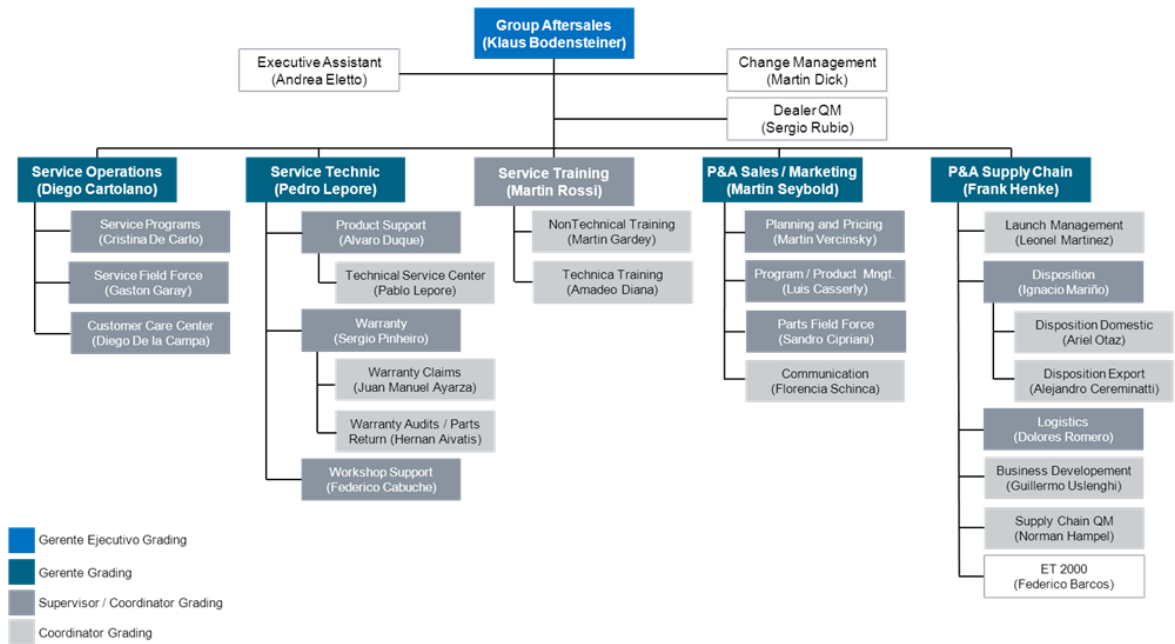 Group Aftersales
(Klaus Bodensteiner)
Executive Assistant
(Andrea Eletto)
Change Management
(Martin Dick)
Dealer QM
(Sergio Rubio)
Service Operations
(Diego Cartolano)
Service Programs
(Cristina De Carlo)
Service Field Force
(Gaston Garay)
Customer Care Center
(Diego De la Campa)
Service Technic
(Pedro Lepore)
Product Support
(Alvaro Duque)
Technical Service Center
(Pablo Lepore)
Warranty
(Sergio Pinheiro)
Warranty Claims
(Juan Manuel Ayarza)
Warranty Audits / Parts
Return (Hernan Aivatis)
Workshop Support
(Federico Cabuche)
Service Training
(Martin Rossi)
NonTechnical Training
(Martin Gardey)
Technica Training
(Amadeo Diana)
P&A Sales / Marketing
(Martin Seybold)
Planning and Pricing
(Martin Vercinsky)
Program / Product Mngt.
(Luis Casserly)
Parts Field Force
(Sandro Cipriani)
Communication
(Florencia Schinca)
P&A Supply Chain
(Frank Henke)
Launch Management
(Leonel Martinez)
Disposition
(Ignacio Mariño)
Disposition Domestic
(Ariel Otaz)
Disposition Export
(Alejandro Cereminatti)
Logistics
(Dolores Romero)
Business Developement
(Guillermo Uslenghi)
Supply Chain QM
(Norman Hampel)
ET 2000
(Federico Barcos)
Gerente Ejecutivo Grading
Gerente Grading
Supervisor / Coordinator Grading
Coordinator Grading